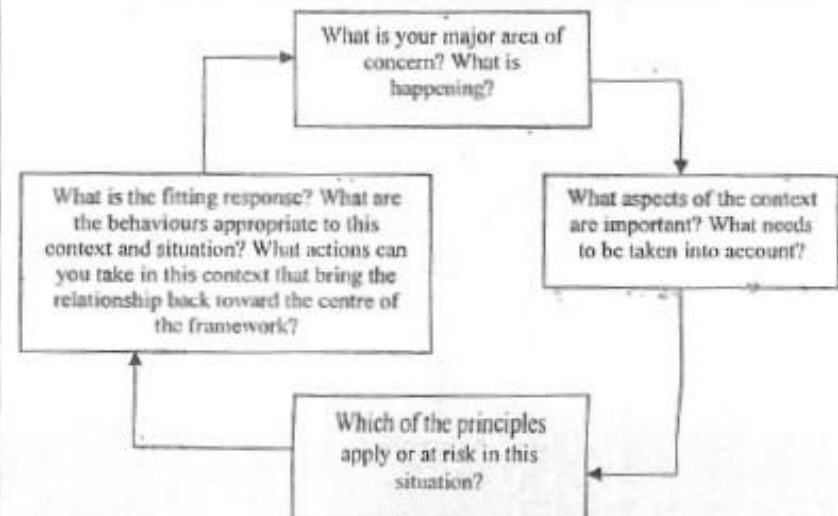 What is your major area of
concern? What is
happening?
What aspects of the context
are important? What needs
to be taken into account?
Which of the principles
apply or at risk in this
situation?
What is the fitting response? What are
the behaviours appropriate to this
context and situation? What actions can
you take in this context that bring the
relationship back toward the centre of
the framework?